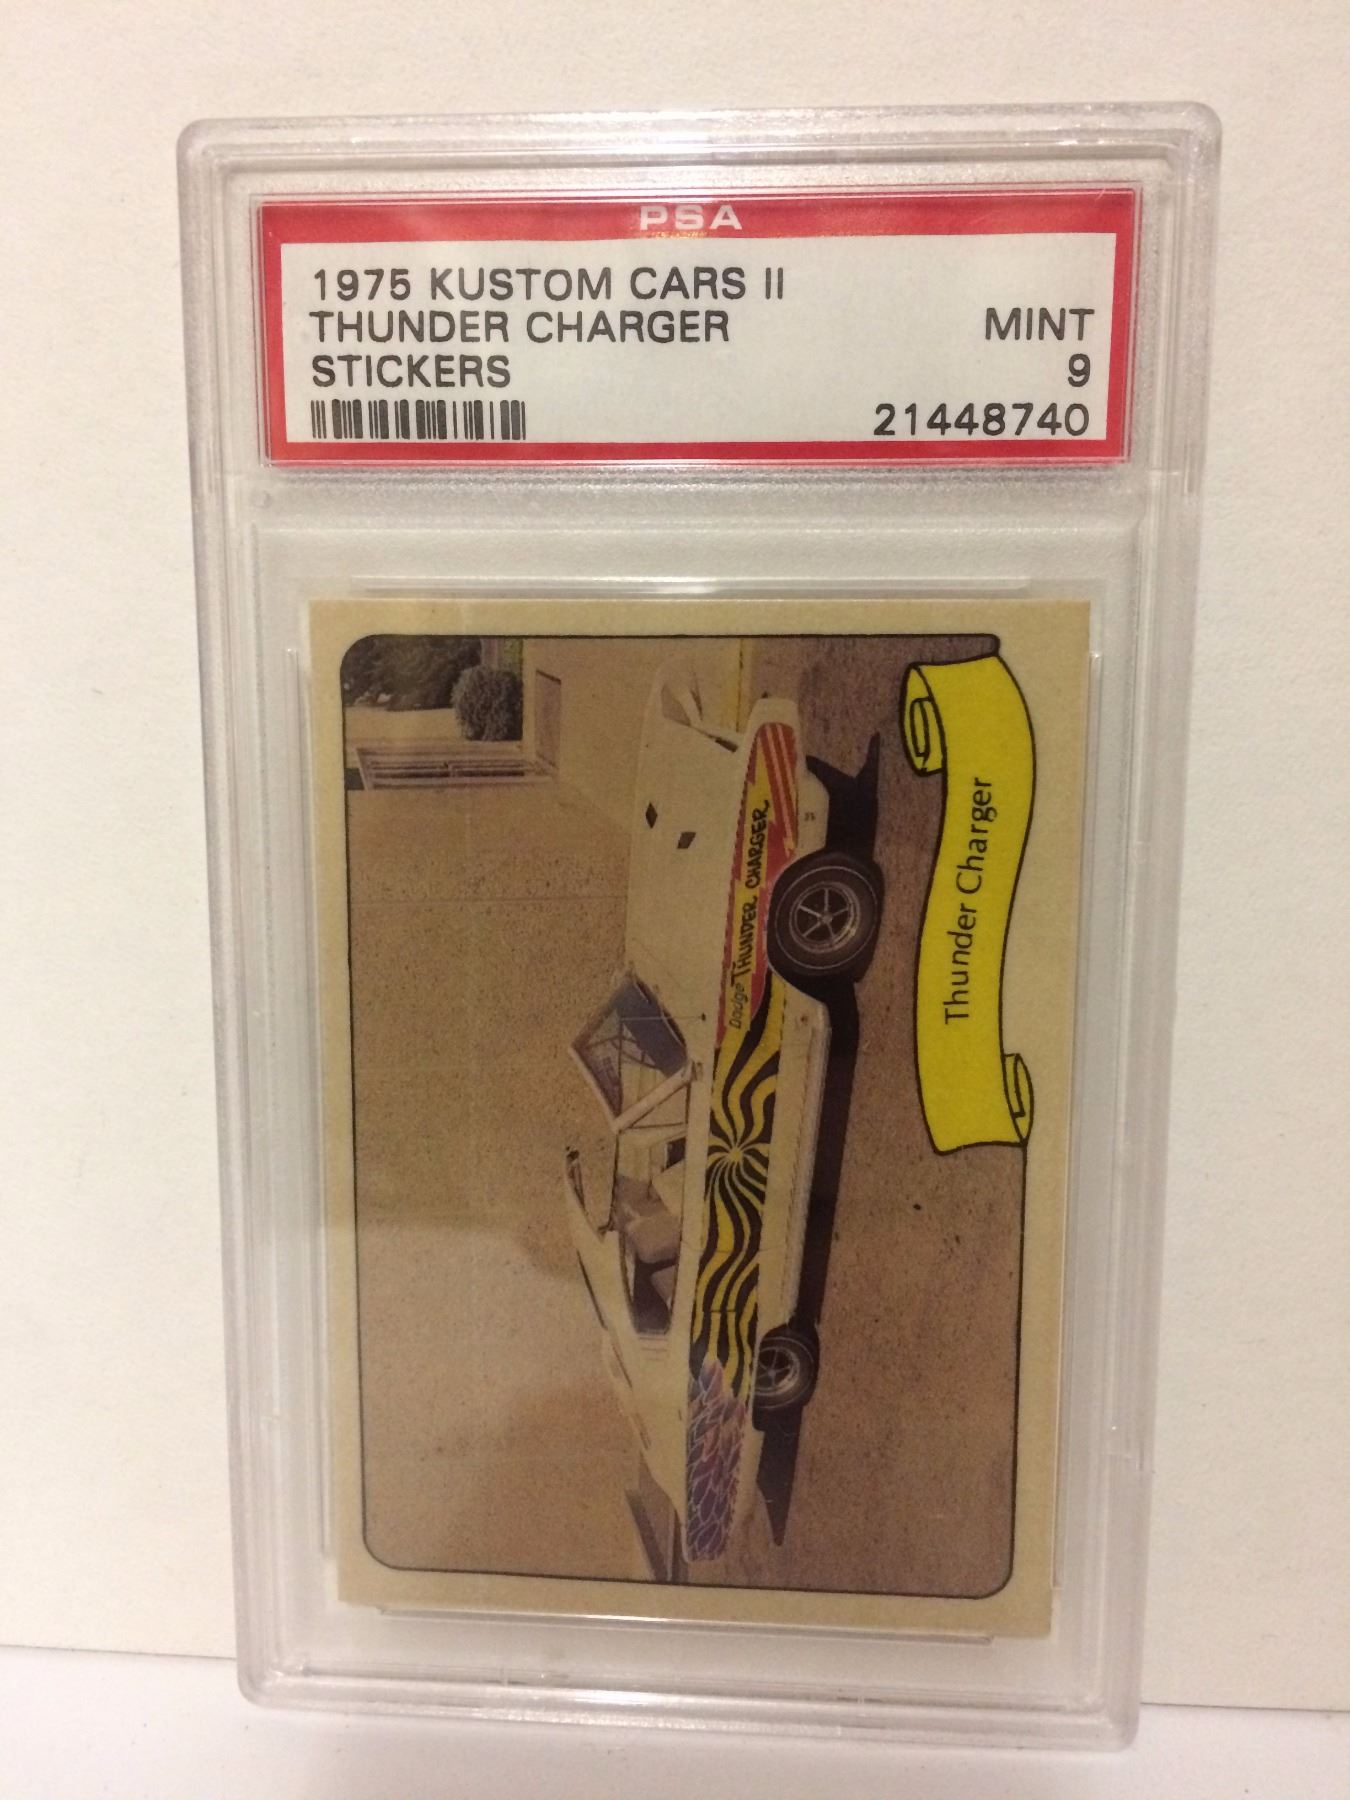 PSA
1975 KUSTOM CARS II
THUNDER CHARGER
MINT
STICKERS
9
21448740
Thunder Charger
Dodge THUNDER CHARGER